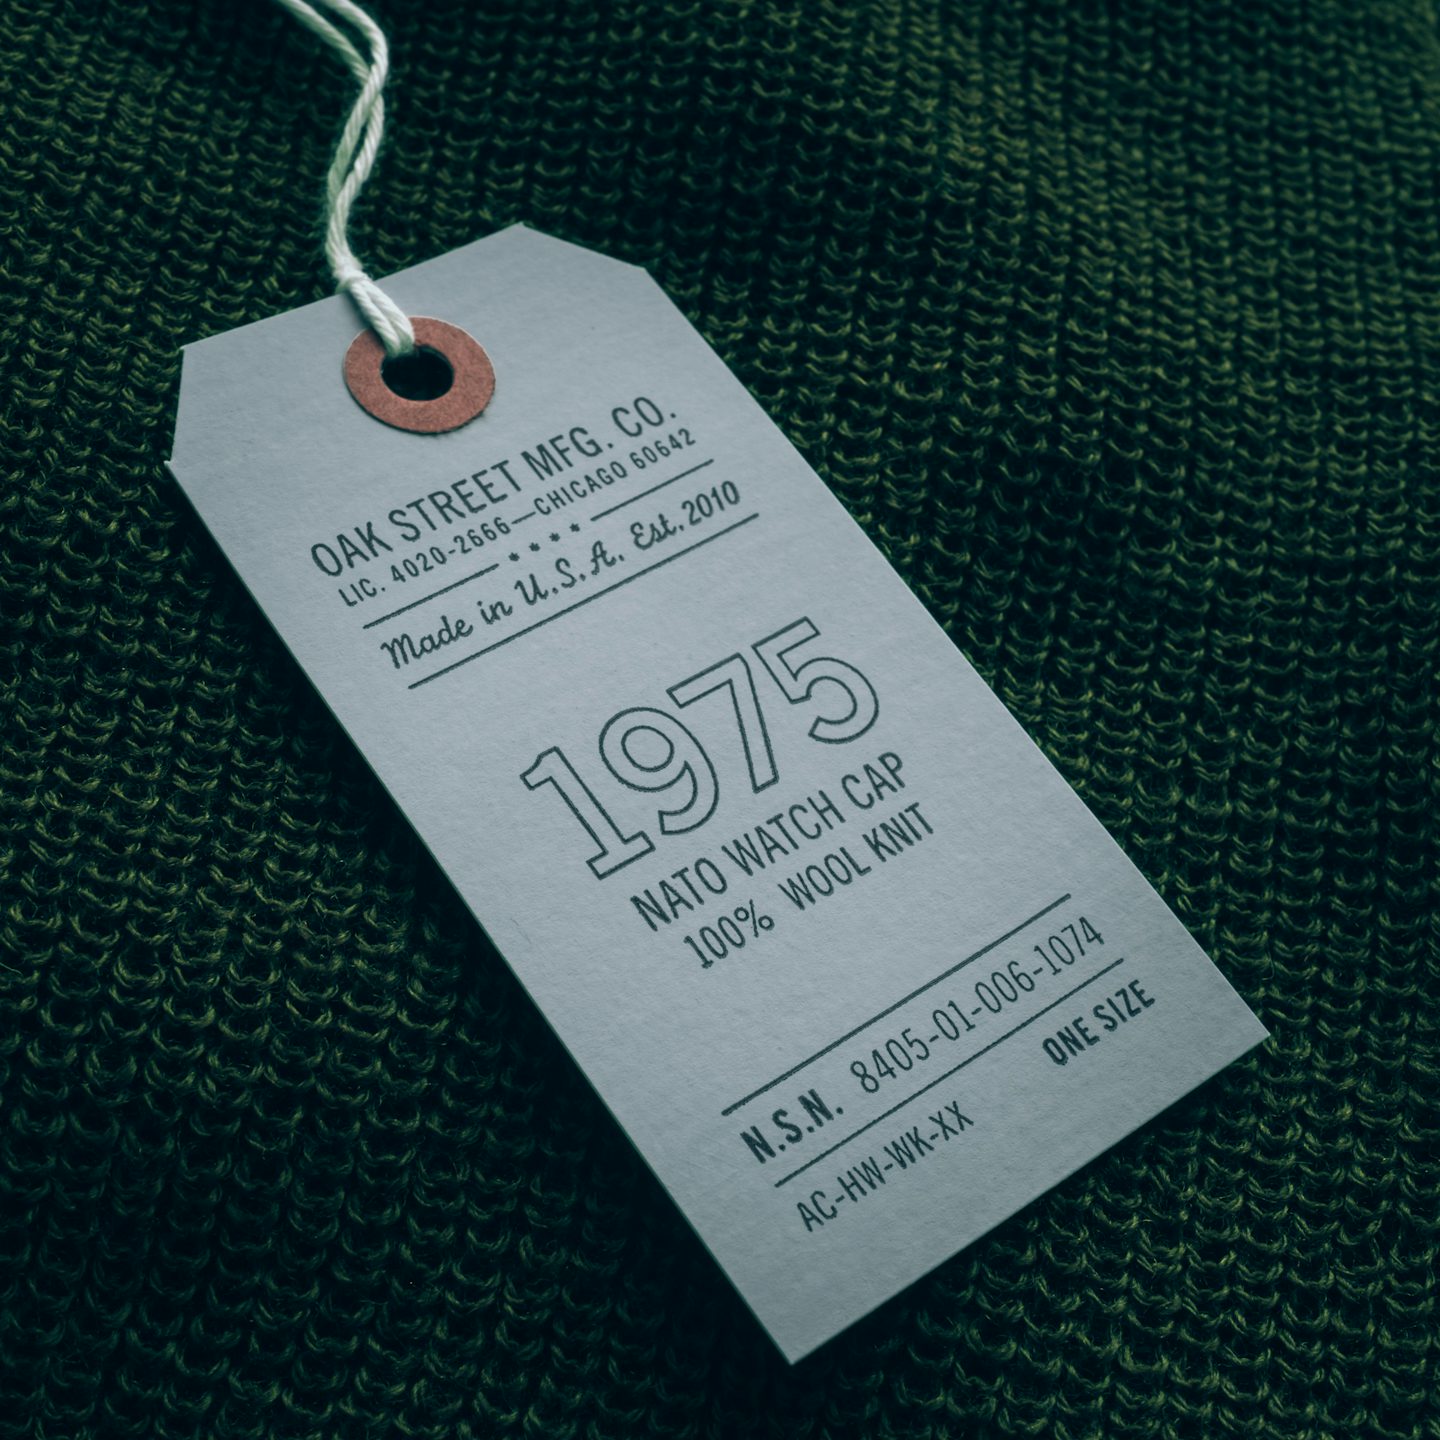 OAK STREET MFG. CO.
LIC. 4020-2666—CHICAGO 60642
Made in U.S.A. Est. 2010
1975
NATO WATCH CAP
100% WOOL KNIT
N.S.N. 8405-01-006-1074
AC-HW-WK-XX ONE SIZE